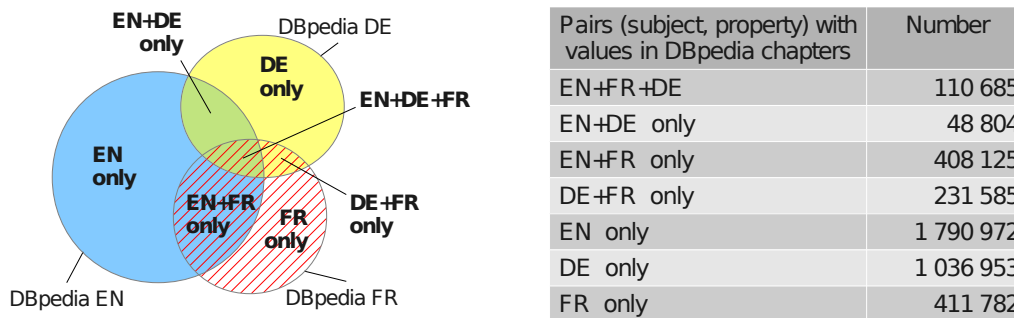 EN+DE
only
DBpedia DE
DE
only
EN+DE+FR
EN
only
EN+FR
only
FR
only
DE+FR
only
DBpedia EN
DBpedia FR
Pairs (subject, property) with
values in DBpedia chapters
Number
EN+FR+DE 110 685
EN+DE only 48 804
EN+FR only 408 125
DE+FR only 231 585
EN only 1 790 972
DE only 1 036 953
FR only 411 782